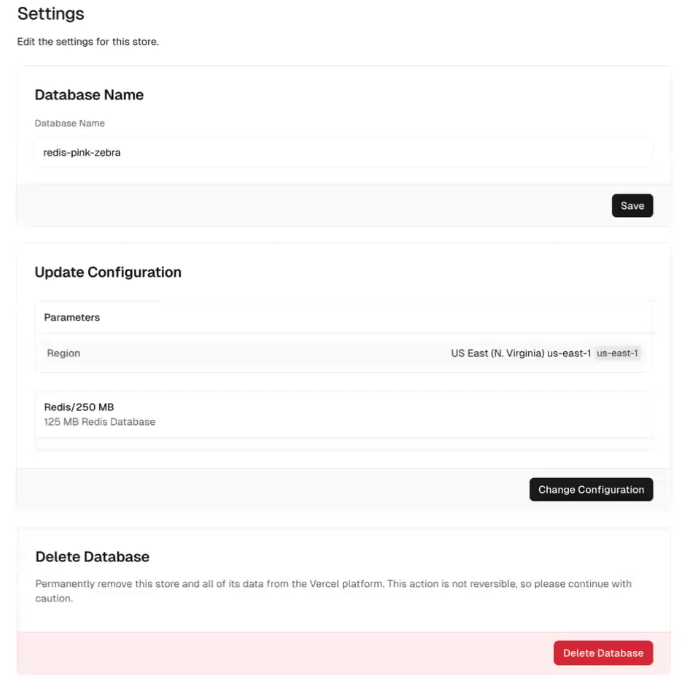 Settings
Edit the settings for this store.
Database Name
Database Name
redis-pink-zebra
Save
Update Configuration
Parameters
Region US East (N. Virginia) us-east-1 us-east-1
Redis/250 MB
125 MB Redis Database
Change Configuration
Delete Database
Permanently remove this store and all of its data from the Vercel platform. This action is not reversible, so please continue with
caution.
Delete Database